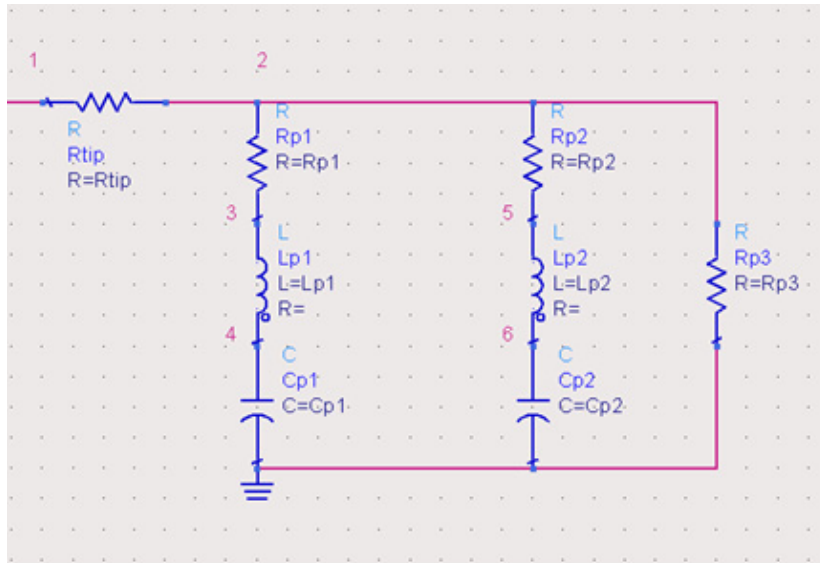 1
2
R
Rtip
R=Rtip
R
Rp1
R=Rp1
R
Rp2
R=Rp2
3
5
L
Lp1
L=Lp1
R=
L
Lp2
L=Lp2
R=
R
Rp3
R=Rp3
4
6
C
Cp1
C=Cp1
C
Cp2
C=Cp2